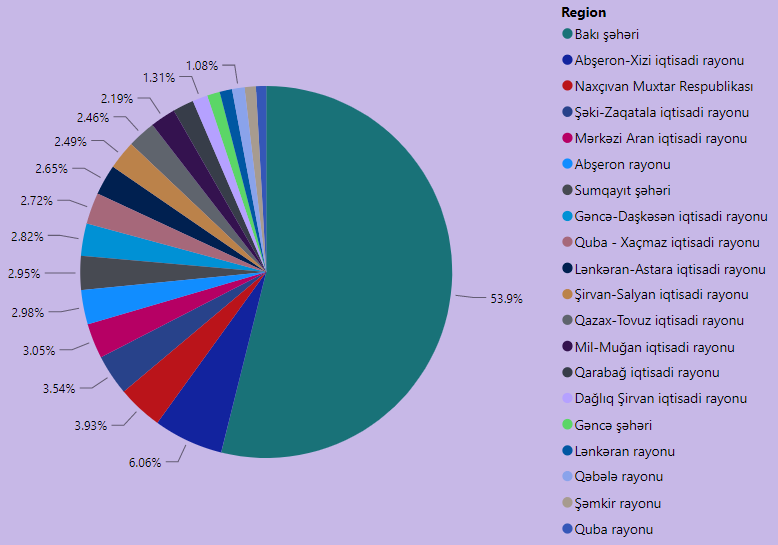 Region
Bakı şəhəri
Abşeron-Xizi iqtisadi rayonu
Naxçıvan Muxtar Respublikası
Şəki-Zaqatala iqtisadi rayonu
Mərkəzi Aran iqtisadi rayonu
Abşeron rayonu
Sumqayıt şəhəri
Gəncə-Daşkəsən iqtisadi rayonu
Quba - Xaçmaz iqtisadi rayonu
Lənkəran-Astara iqtisadi rayonu
Şirvan-Salyan iqtisadi rayonu
Qazax-Tovuz iqtisadi rayonu
Mil-Muğan iqtisadi rayonu
Qarabağ iqtisadi rayonu
Dağlıq Şirvan iqtisadi rayonu
Gəncə şəhəri
Lənkəran rayonu
Qəbələ rayonu
Şəmkir rayonu
Quba rayonu
53.9%
6.06%
3.93%
3.54%
3.05%
2.98%
2.95%
2.82%
2.72%
2.65%
2.49%
2.46%
2.19%
1.31%
1.08%